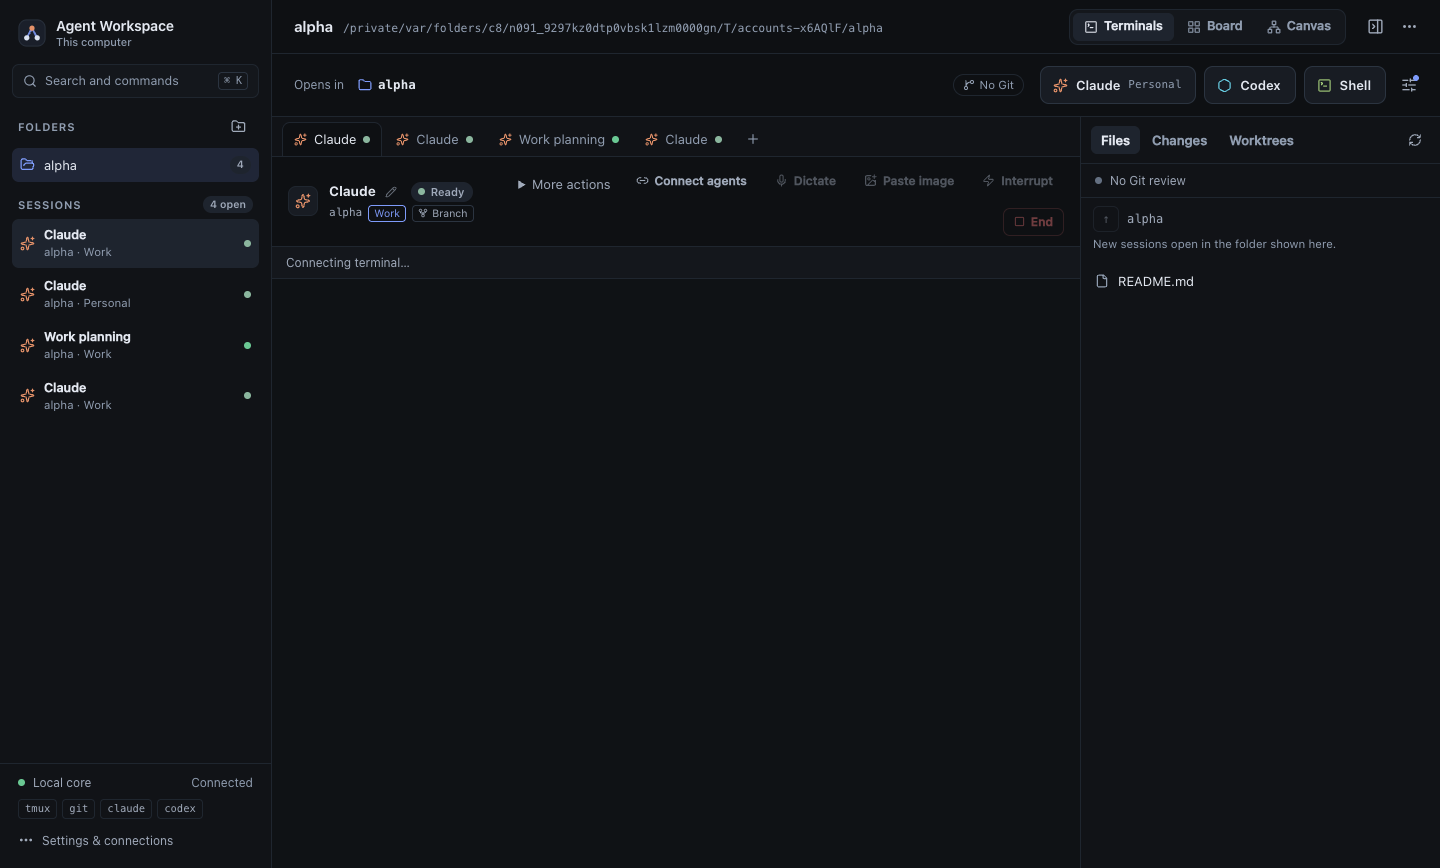 Agent Workspace
This computer
Search and commands ⌘ K
FOLDERS
alpha 4
SESSIONS 4 open
Claude
alpha · Work
Claude
alpha · Personal
Work planning
alpha · Work
Claude
alpha · Work
Local core Connected
tmux git claude codex
Settings & connections
alpha /private/var/folders/c8/n091_9297kz0dtp0vbsk1lzm0000gn/T/accounts-x6AQlF/alpha
Terminals Board Canvas
Opens in alpha No Git Claude Personal Codex Shell
Claude Claude Work planning Claude
Claude Ready
alpha Work Branch
More actions Connect agents Dictate Paste image Interrupt
End
Connecting terminal…
Files Changes Worktrees
No Git review
↑ alpha
New sessions open in the folder shown here.
README.md